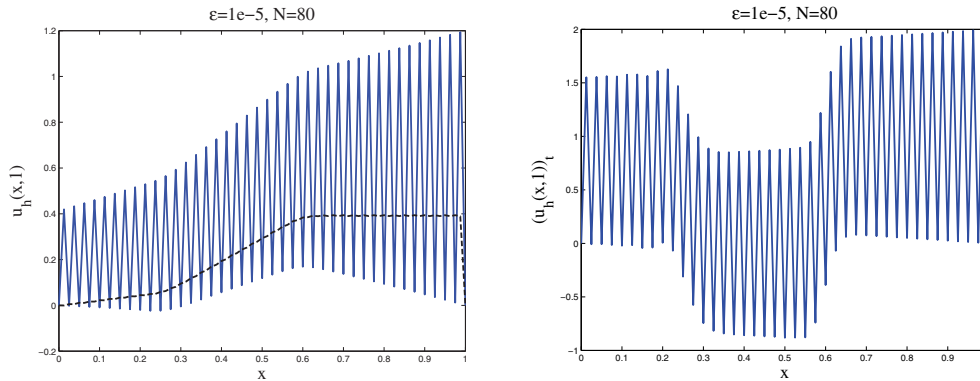 ε=1e−5, N=80
1.2
1
0.8
0.6
0.4
0.2
0
−0.2
0 0.1 0.2 0.3 0.4 0.5 0.6 0.7 0.8 0.9 1
x
u_h(x,1)
ε=1e−5, N=80
2
1.5
1
0.5
0
−0.5
−1
0 0.1 0.2 0.3 0.4 0.5 0.6 0.7 0.8 0.9
x
(u_h(x,1))_t